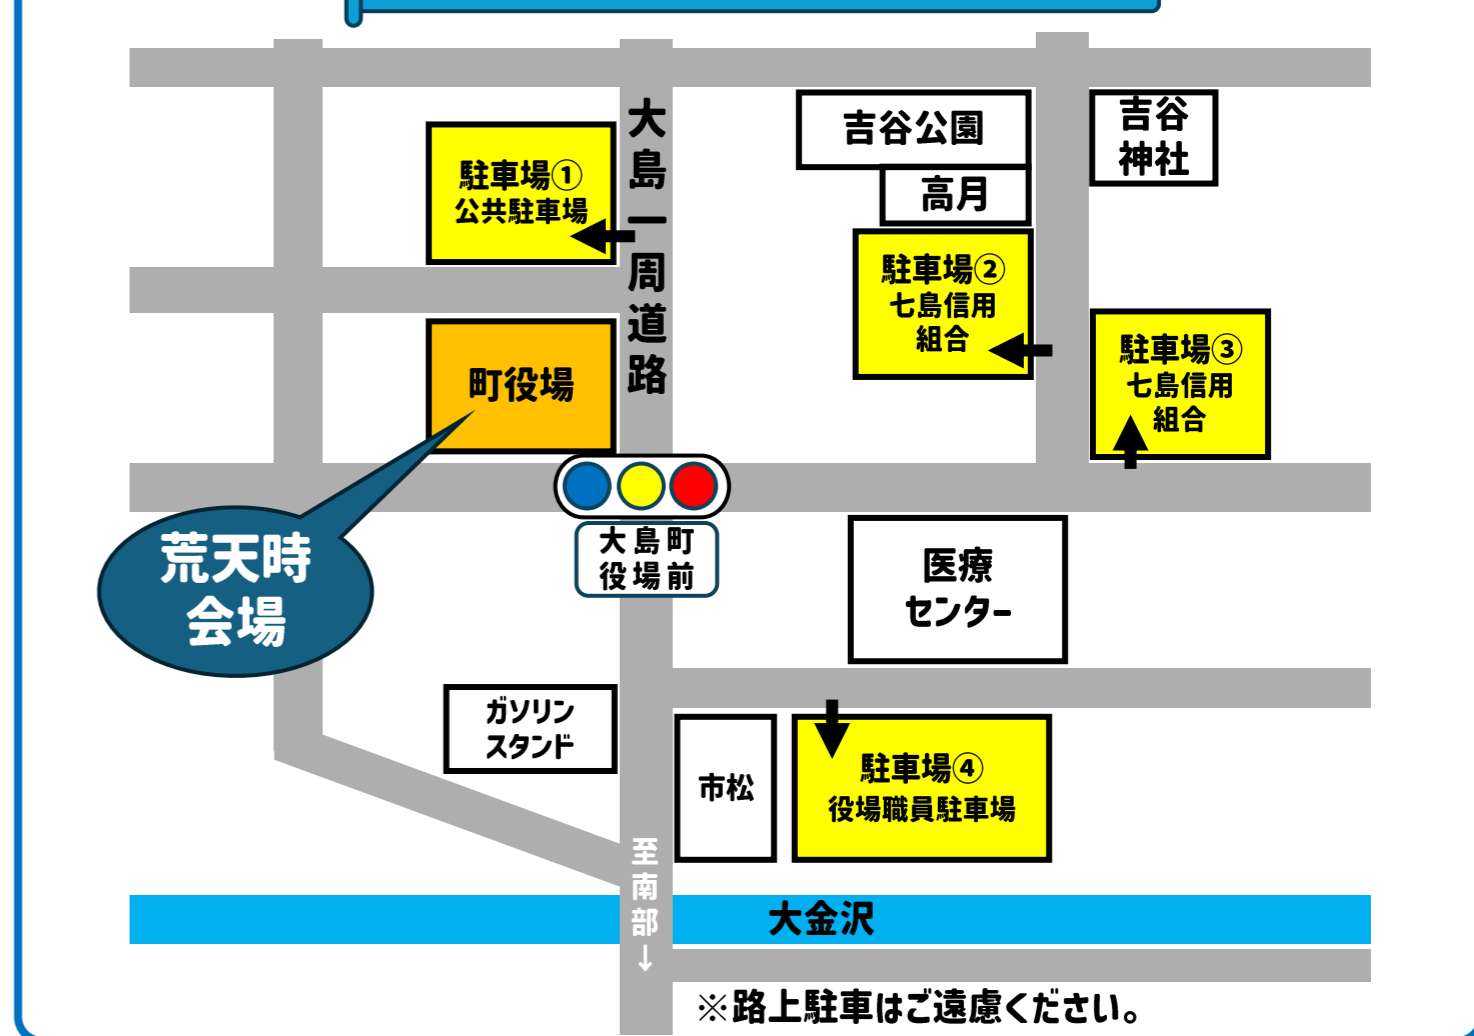 大島一周道路
吉谷公園
吉谷
神社
高月
駐車場①
公共駐車場
駐車場②
七島信用
組合
駐車場③
七島信用
組合
町役場
荒天時
会場
大島町
役場前
医療
センター
ガソリン
スタンド
市松
駐車場④
役場職員駐車場
至南部↓
大金沢
※路上駐車はご遠慮ください。